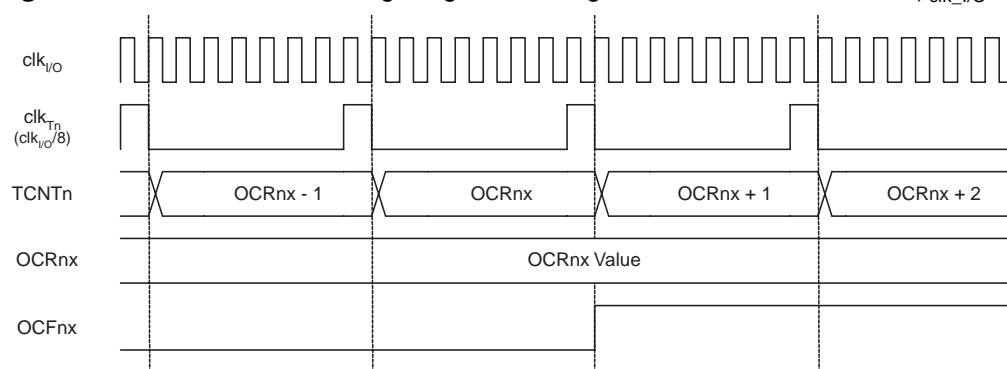 clkI/O
clkTn
(clkI/O/8)
TCNTn OCRnx - 1 OCRnx OCRnx + 1 OCRnx + 2
OCRnx OCRnx Value
OCFnx